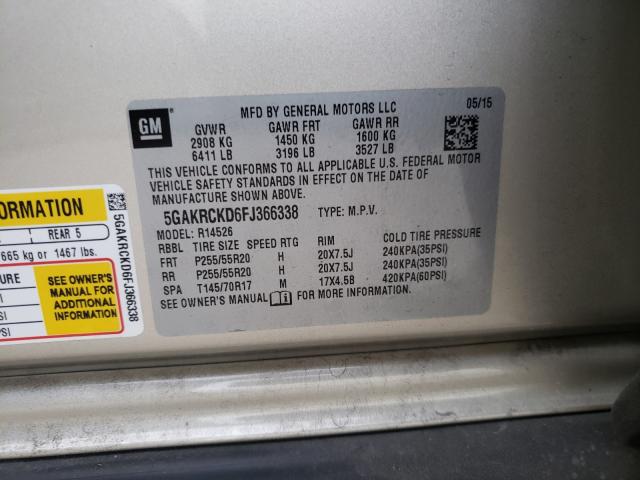 GM
MFD BY GENERAL MOTORS LLC 05/15
GVWR GAWR FRT GAWR RR
2908 KG 1450 KG 1600 KG
6411 LB 3196 LB 3527 LB
THIS VEHICLE CONFORMS TO ALL APPLICABLE U.S. FEDERAL MOTOR
VEHICLE SAFETY STANDARDS IN EFFECT ON THE DATE OF
MANUFACTURE SHOWN ABOVE.
5GAKRCKD6FJ366338 TYPE: M.P.V.
MODEL: R14526
RBBL TIRE SIZE SPEED RTG RIM COLD TIRE PRESSURE
FRT P255/55R20 H 20X7.5J 240KPA(35PSI)
RR P255/55R20 H 20X7.5J 240KPA(35PSI)
SPA T145/70R17 M 17X4.5B 420KPA(60PSI)
SEE OWNER'S MANUAL FOR MORE INFORMATION.
ORMATION
REAR 5
665 kg or 1467 lbs.
SURE
SEE OWNER'S
MANUAL FOR
ADDITIONAL
INFORMATION
SI
SI
PSI
5GAKRCKD6FJ366338